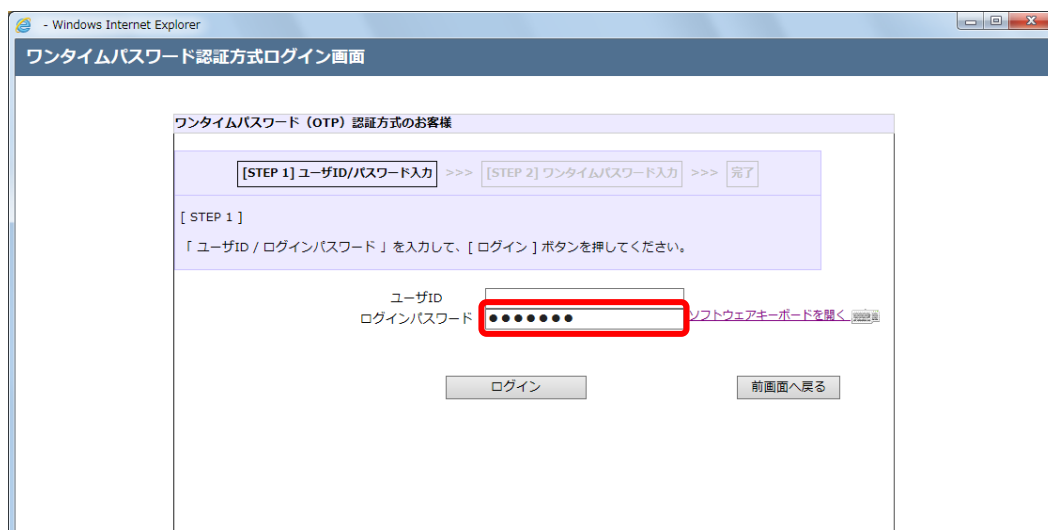 - Windows Internet Explorer
ワンタイムパスワード認証方式ログイン画面
ワンタイムパスワード（OTP）認証方式のお客様
[STEP 1] ユーザID/パスワード入力 >>> [STEP 2] ワンタイムパスワード入力 >>> 完了
[ STEP 1 ]
「 ユーザID / ログインパスワード 」を入力して、[ ログイン ] ボタンを押してください。
ユーザID
ログインパスワード ●●●●●●● ソフトウェアキーボードを開く
ログイン 前画面へ戻る